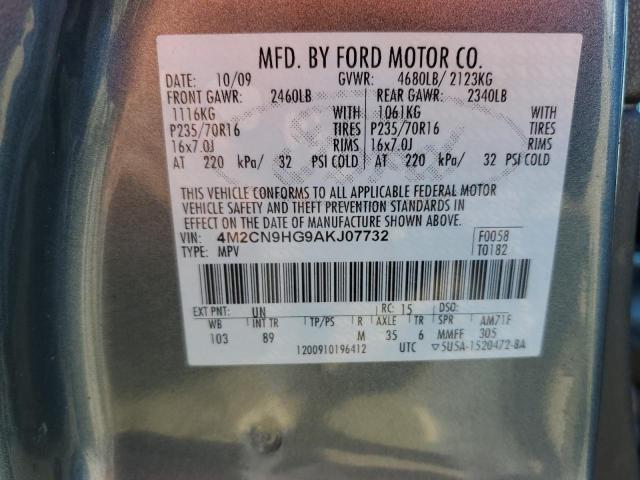 MFD. BY FORD MOTOR CO.
DATE: 10/09 GVWR: 4680LB/ 2123KG
FRONT GAWR: 2460LB REAR GAWR: 2340LB
1116KG WITH 1061KG WITH
P235/70R16 TIRES P235/70R16 TIRES
16x7.0J RIMS 16x7.0J RIMS
AT 220 kPa/ 32 PSI COLD AT 220 kPa/ 32 PSI COLD
THIS VEHICLE CONFORMS TO ALL APPLICABLE FEDERAL MOTOR
VEHICLE SAFETY AND THEFT PREVENTION STANDARDS IN
EFFECT ON THE DATE OF MANUFACTURE SHOWN ABOVE.
VIN: 4M2CN9HG9AKJ07732 F0058
TYPE: MPV T0182
EXT PNT: UN RC: 15 DSO:
WB INT TR TP/PS R AXLE TR SPR AM71F
103 89 M 35 6 MMFF 305
1200910196412 UTC ▽5U5A-1520472-BA